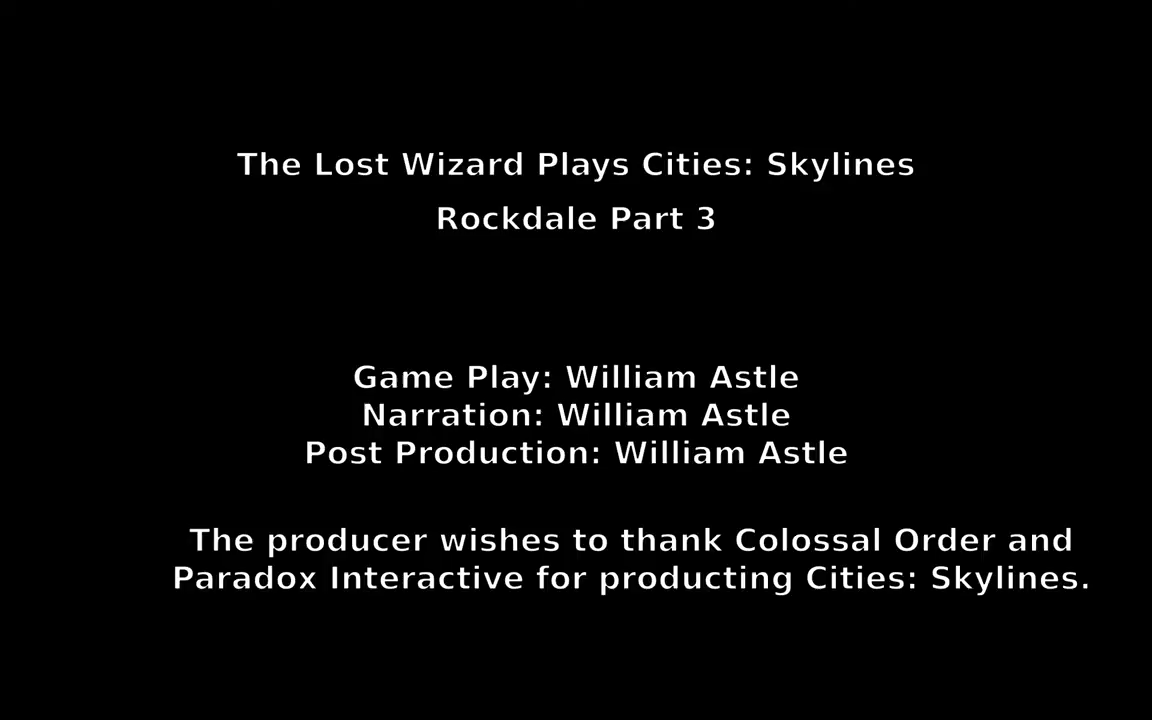 The Lost Wizard Plays Cities: Skylines
Rockdale Part 3
Game Play: William Astle
Narration: William Astle
Post Production: William Astle
The producer wishes to thank Colossal Order and
Paradox Interactive for producting Cities: Skylines.